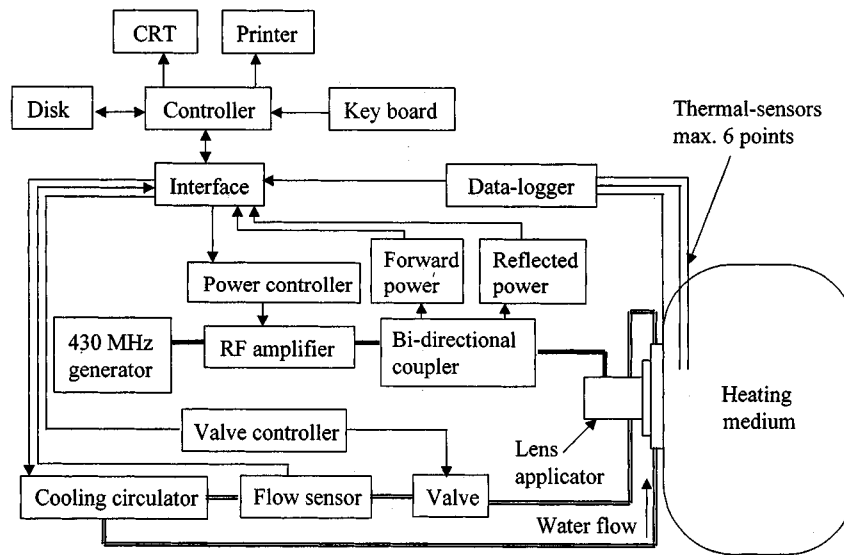 CRT
Printer
Disk
Controller
Key board
Thermal-sensors
max. 6 points
Interface
Data-logger
Power controller
Forward
power
Reflected
power
430 MHz
generator
RF amplifier
Bi-directional
coupler
Heating
medium
Valve controller
Lens
applicator
Cooling circulator
Flow sensor
Valve
Water flow